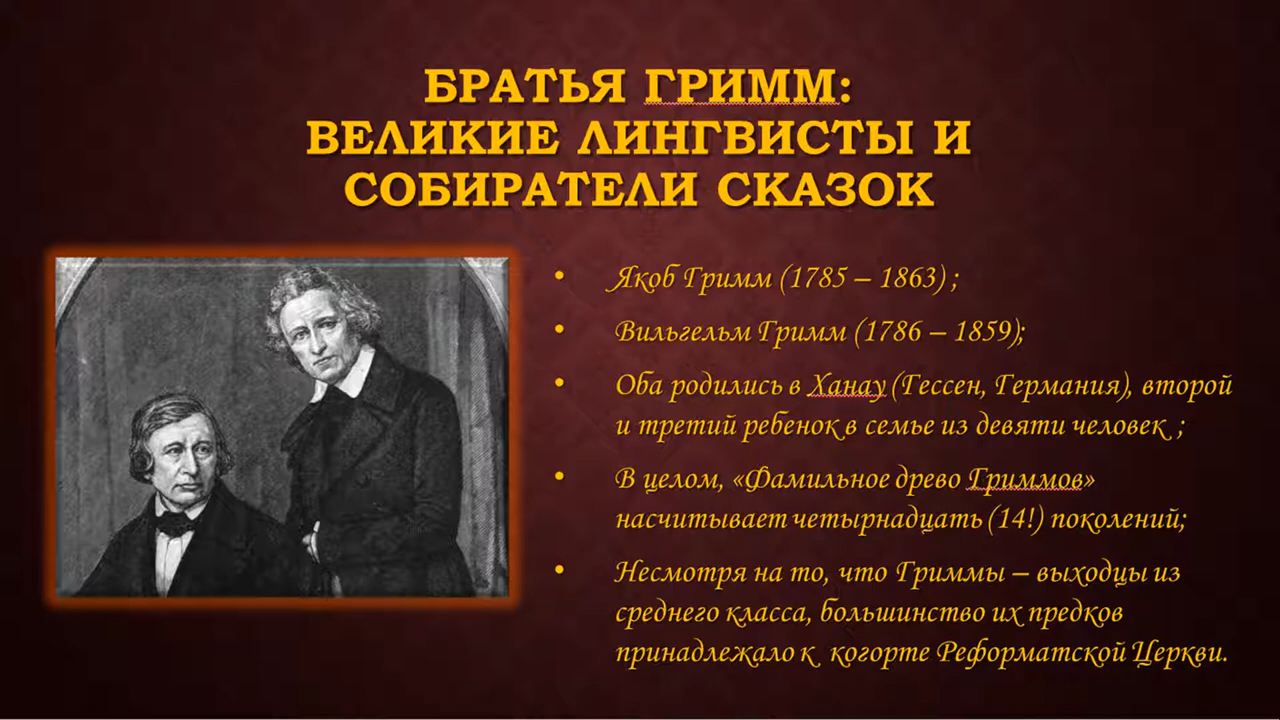 БРАТЬЯ ГРИММ:
ВЕЛИКИЕ ЛИНГВИСТЫ И
СОБИРАТЕЛИ СКАЗОК
• Якоб Гримм (1785 – 1863) ;
• Вильгельм Гримм (1786 – 1859);
• Оба родились в Ханау (Гессен, Германия), второй
и третий ребенок в семье из девяти человек ;
• В целом, «Фамильное древо Гриммов»
насчитывает четырнадцать (14!) поколений;
• Несмотря на то, что Гриммы – выходцы из
среднего класса, большинство их предков
принадлежало к когорте Реформатской Церкви.